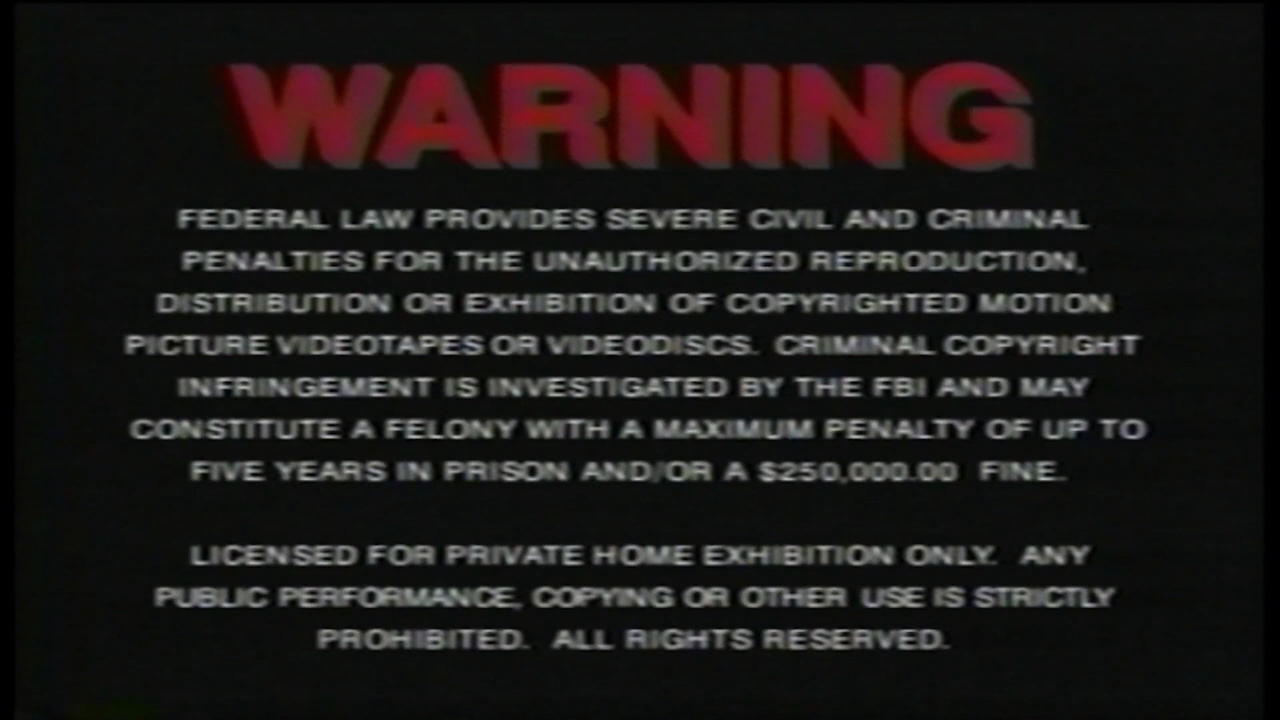 WARNING
FEDERAL LAW PROVIDES SEVERE CIVIL AND CRIMINAL
PENALTIES FOR THE UNAUTHORIZED REPRODUCTION,
DISTRIBUTION OR EXHIBITION OF COPYRIGHTED MOTION
PICTURE VIDEOTAPES OR VIDEODISCS. CRIMINAL COPYRIGHT
INFRINGEMENT IS INVESTIGATED BY THE FBI AND MAY
CONSTITUTE A FELONY WITH A MAXIMUM PENALTY OF UP TO
FIVE YEARS IN PRISON AND/OR A $250,000.00 FINE.
LICENSED FOR PRIVATE HOME EXHIBITION ONLY. ANY
PUBLIC PERFORMANCE, COPYING OR OTHER USE IS STRICTLY
PROHIBITED. ALL RIGHTS RESERVED.